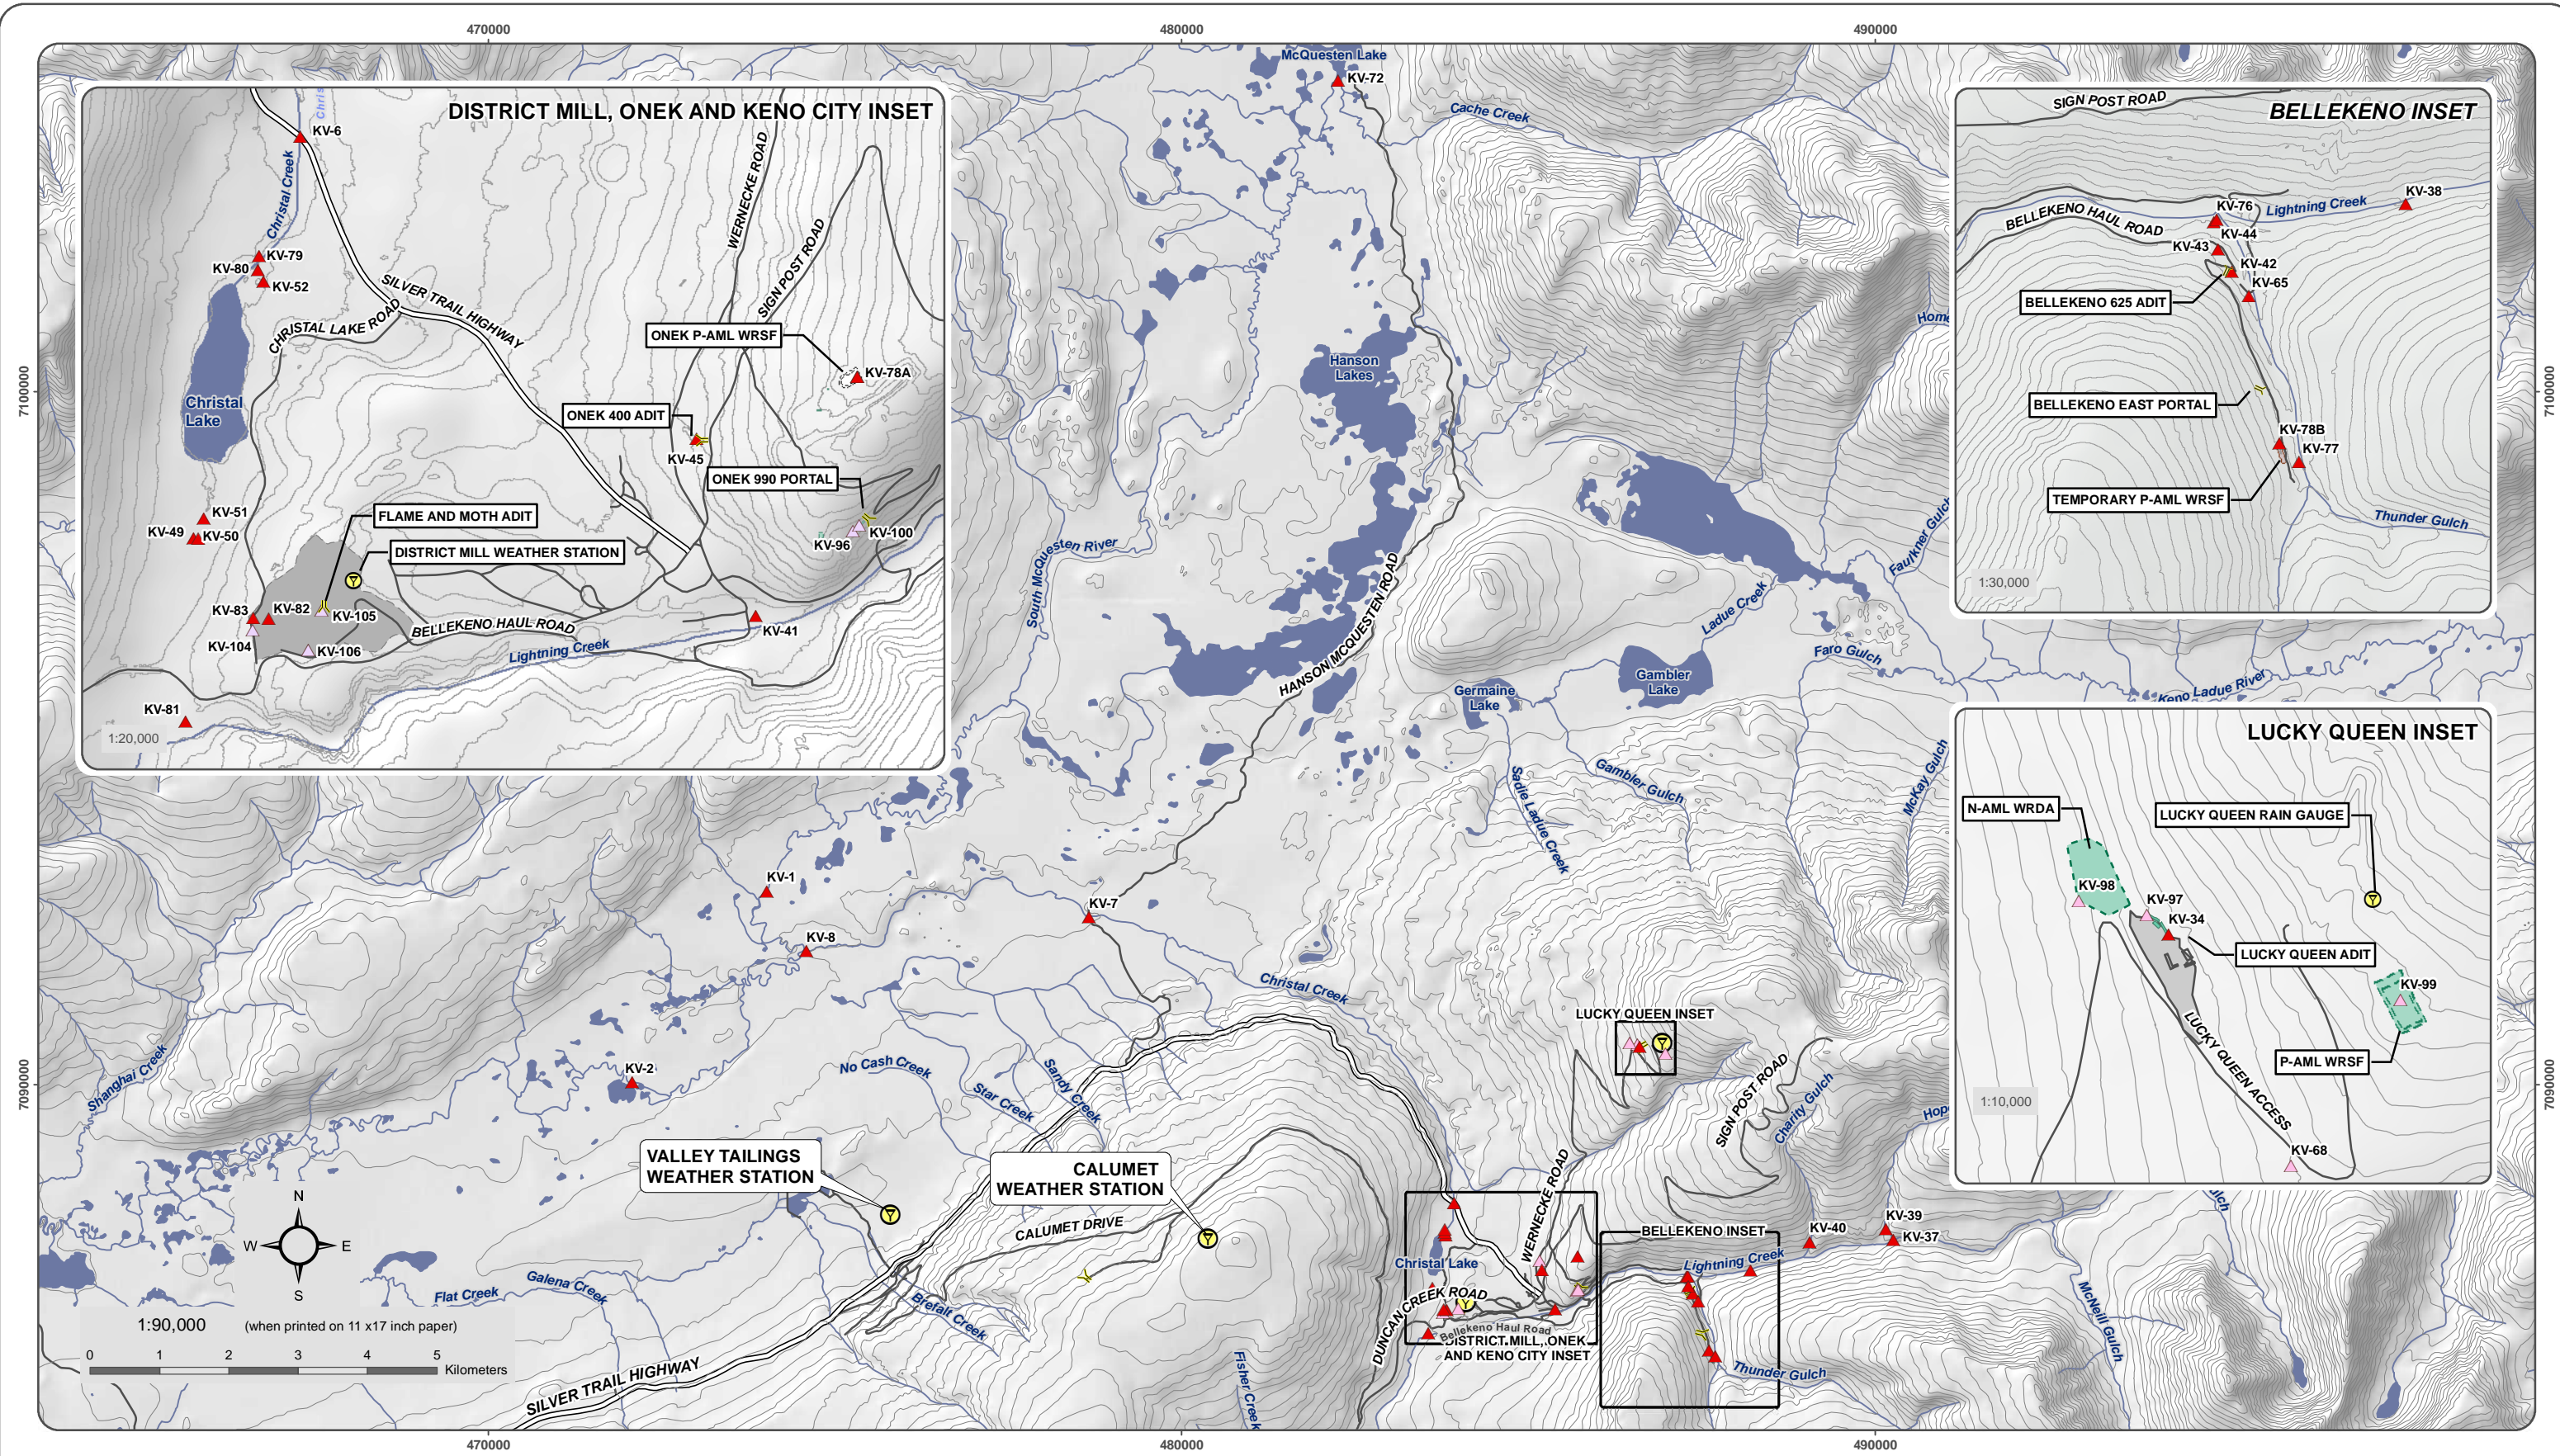 470000
480000
490000
7100000
7090000
7100000
7090000
470000
480000
490000
DISTRICT MILL, ONEK AND KENO CITY INSET
KV-6
Christal Creek
WERNECKE ROAD
SIGN POST ROAD
KV-79
KV-80
KV-52
SILVER TRAIL HIGHWAY
CHRISTAL LAKE ROAD
ONEK P-AML WRSF
KV-78A
Christal
Lake
ONEK 400 ADIT
KV-45
ONEK 990 PORTAL
KV-51
KV-49
KV-50
FLAME AND MOTH ADIT
KV-100
KV-96
DISTRICT MILL WEATHER STATION
KV-83
KV-82
KV-105
KV-104
KV-106
BELLEKENO HAUL ROAD
Lightning Creek
KV-41
KV-81
1:20,000
McQuesten Lake
KV-72
Cache Creek
Hanson
Lakes
South McQuesten River
HANSON MCQUESTEN ROAD
Ladue Creek
Faulkner Gulch
Faro Gulch
Gambler
Lake
Germaine
Lake
Keno Ladue River
Sadie Ladue Creek
Gambler Gulch
McKay Gulch
BELLEKENO INSET
SIGN POST ROAD
KV-38
KV-76
Lightning Creek
BELLEKENO HAUL ROAD
KV-44
KV-43
KV-42
KV-65
BELLEKENO 625 ADIT
BELLEKENO EAST PORTAL
KV-78B
KV-77
TEMPORARY P-AML WRSF
Thunder Gulch
1:30,000
LUCKY QUEEN INSET
N-AML WRDA
LUCKY QUEEN RAIN GAUGE
KV-98
KV-97
KV-34
LUCKY QUEEN ADIT
KV-99
LUCKY QUEEN ACCESS
P-AML WRSF
1:10,000
KV-68
KV-1
KV-7
KV-8
Christal Creek
KV-2
No Cash Creek
Star Creek
Sandy Creek
Shanghai Creek
LUCKY QUEEN INSET
SIGN POST ROAD
Charity Gulch
VALLEY TAILINGS
WEATHER STATION
CALUMET
WEATHER STATION
CALUMET DRIVE
WERNECKE ROAD
BELLEKENO INSET
KV-40
KV-39
KV-37
Lightning Creek
Christal Lake
DUNCAN CREEK ROAD
Bellekeno Haul Road
DISTRICT MILL, ONEK
AND KENO CITY INSET
Thunder Gulch
McNeill Gulch
Flat Creek
Galena Creek
Brefalt Creek
Fisher Creek
SILVER TRAIL HIGHWAY
N
W
E
S
1:90,000 (when printed on 11 x17 inch paper)
0 1 2 3 4 5
Kilometers